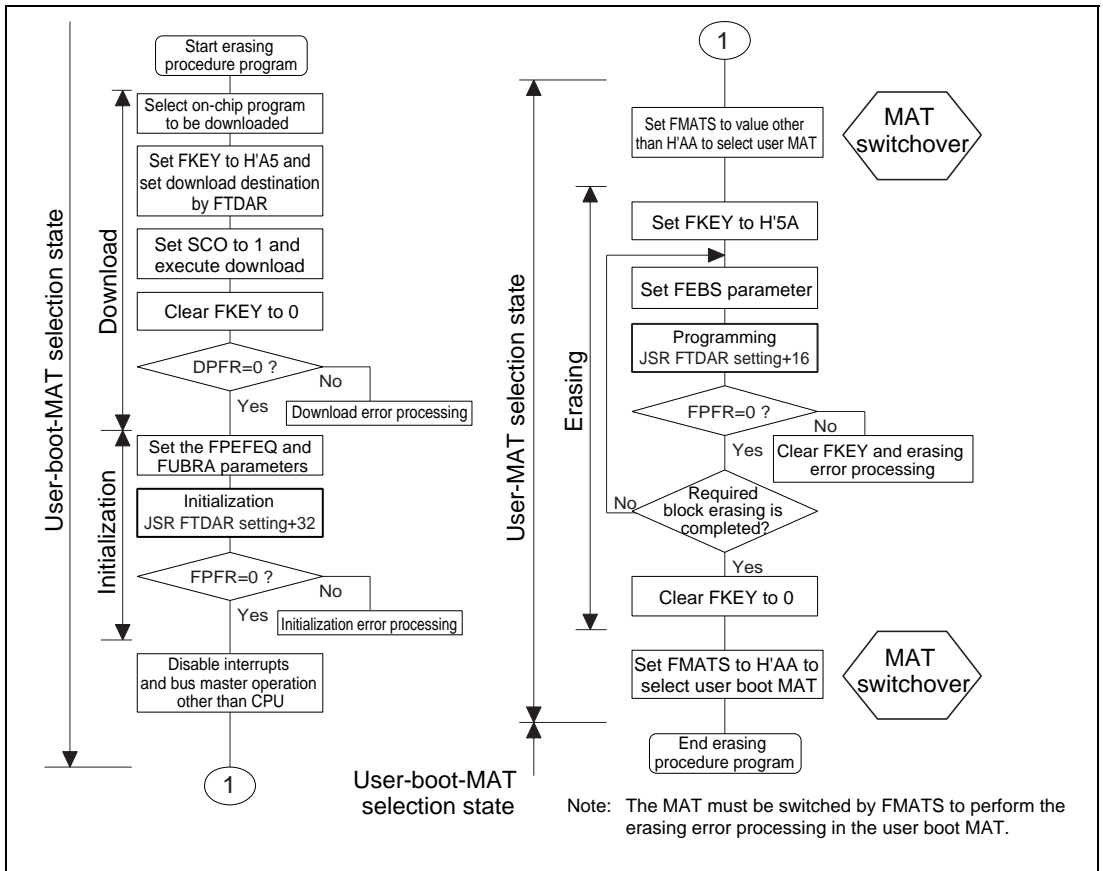 Start erasing
procedure program
Select on-chip program
to be downloaded
Set FKEY to H'A5 and
set download destination
by FTDAR
Set SCO to 1 and
execute download
Clear FKEY to 0
DPFR=0 ?
No
Yes
Download error processing
Set the FPEFEQ and
FUBRA parameters
Initialization
JSR FTDAR setting+32
FPFR=0 ?
No
Yes
Initialization error processing
Disable interrupts
and bus master operation
other than CPU
1
User-boot-MAT selection state
Download
Initialization
1
Set FMATS to value other
than H'AA to select user MAT
MAT
switchover
Set FKEY to H'5A
Set FEBS parameter
Programming
JSR FTDAR setting+16
FPFR=0 ?
No
Yes
Clear FKEY and erasing
error processing
Required
block erasing is
completed?
No
Yes
Clear FKEY to 0
Set FMATS to H'AA to
select user boot MAT
MAT
switchover
End erasing
procedure program
User-MAT selection state
Erasing
User-boot-MAT
selection state
Note: The MAT must be switched by FMATS to perform the
erasing error processing in the user boot MAT.